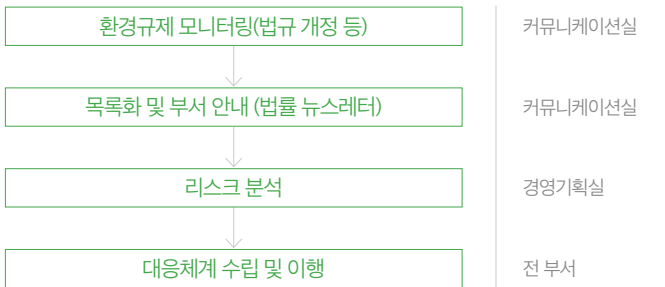 환경규제 모니터링(법규 개정 등)
커뮤니케이션실
목록화 및 부서 안내 (법률 뉴스레터)
커뮤니케이션실
리스크 분석
경영기획실
대응체계 수립 및 이행
전 부서